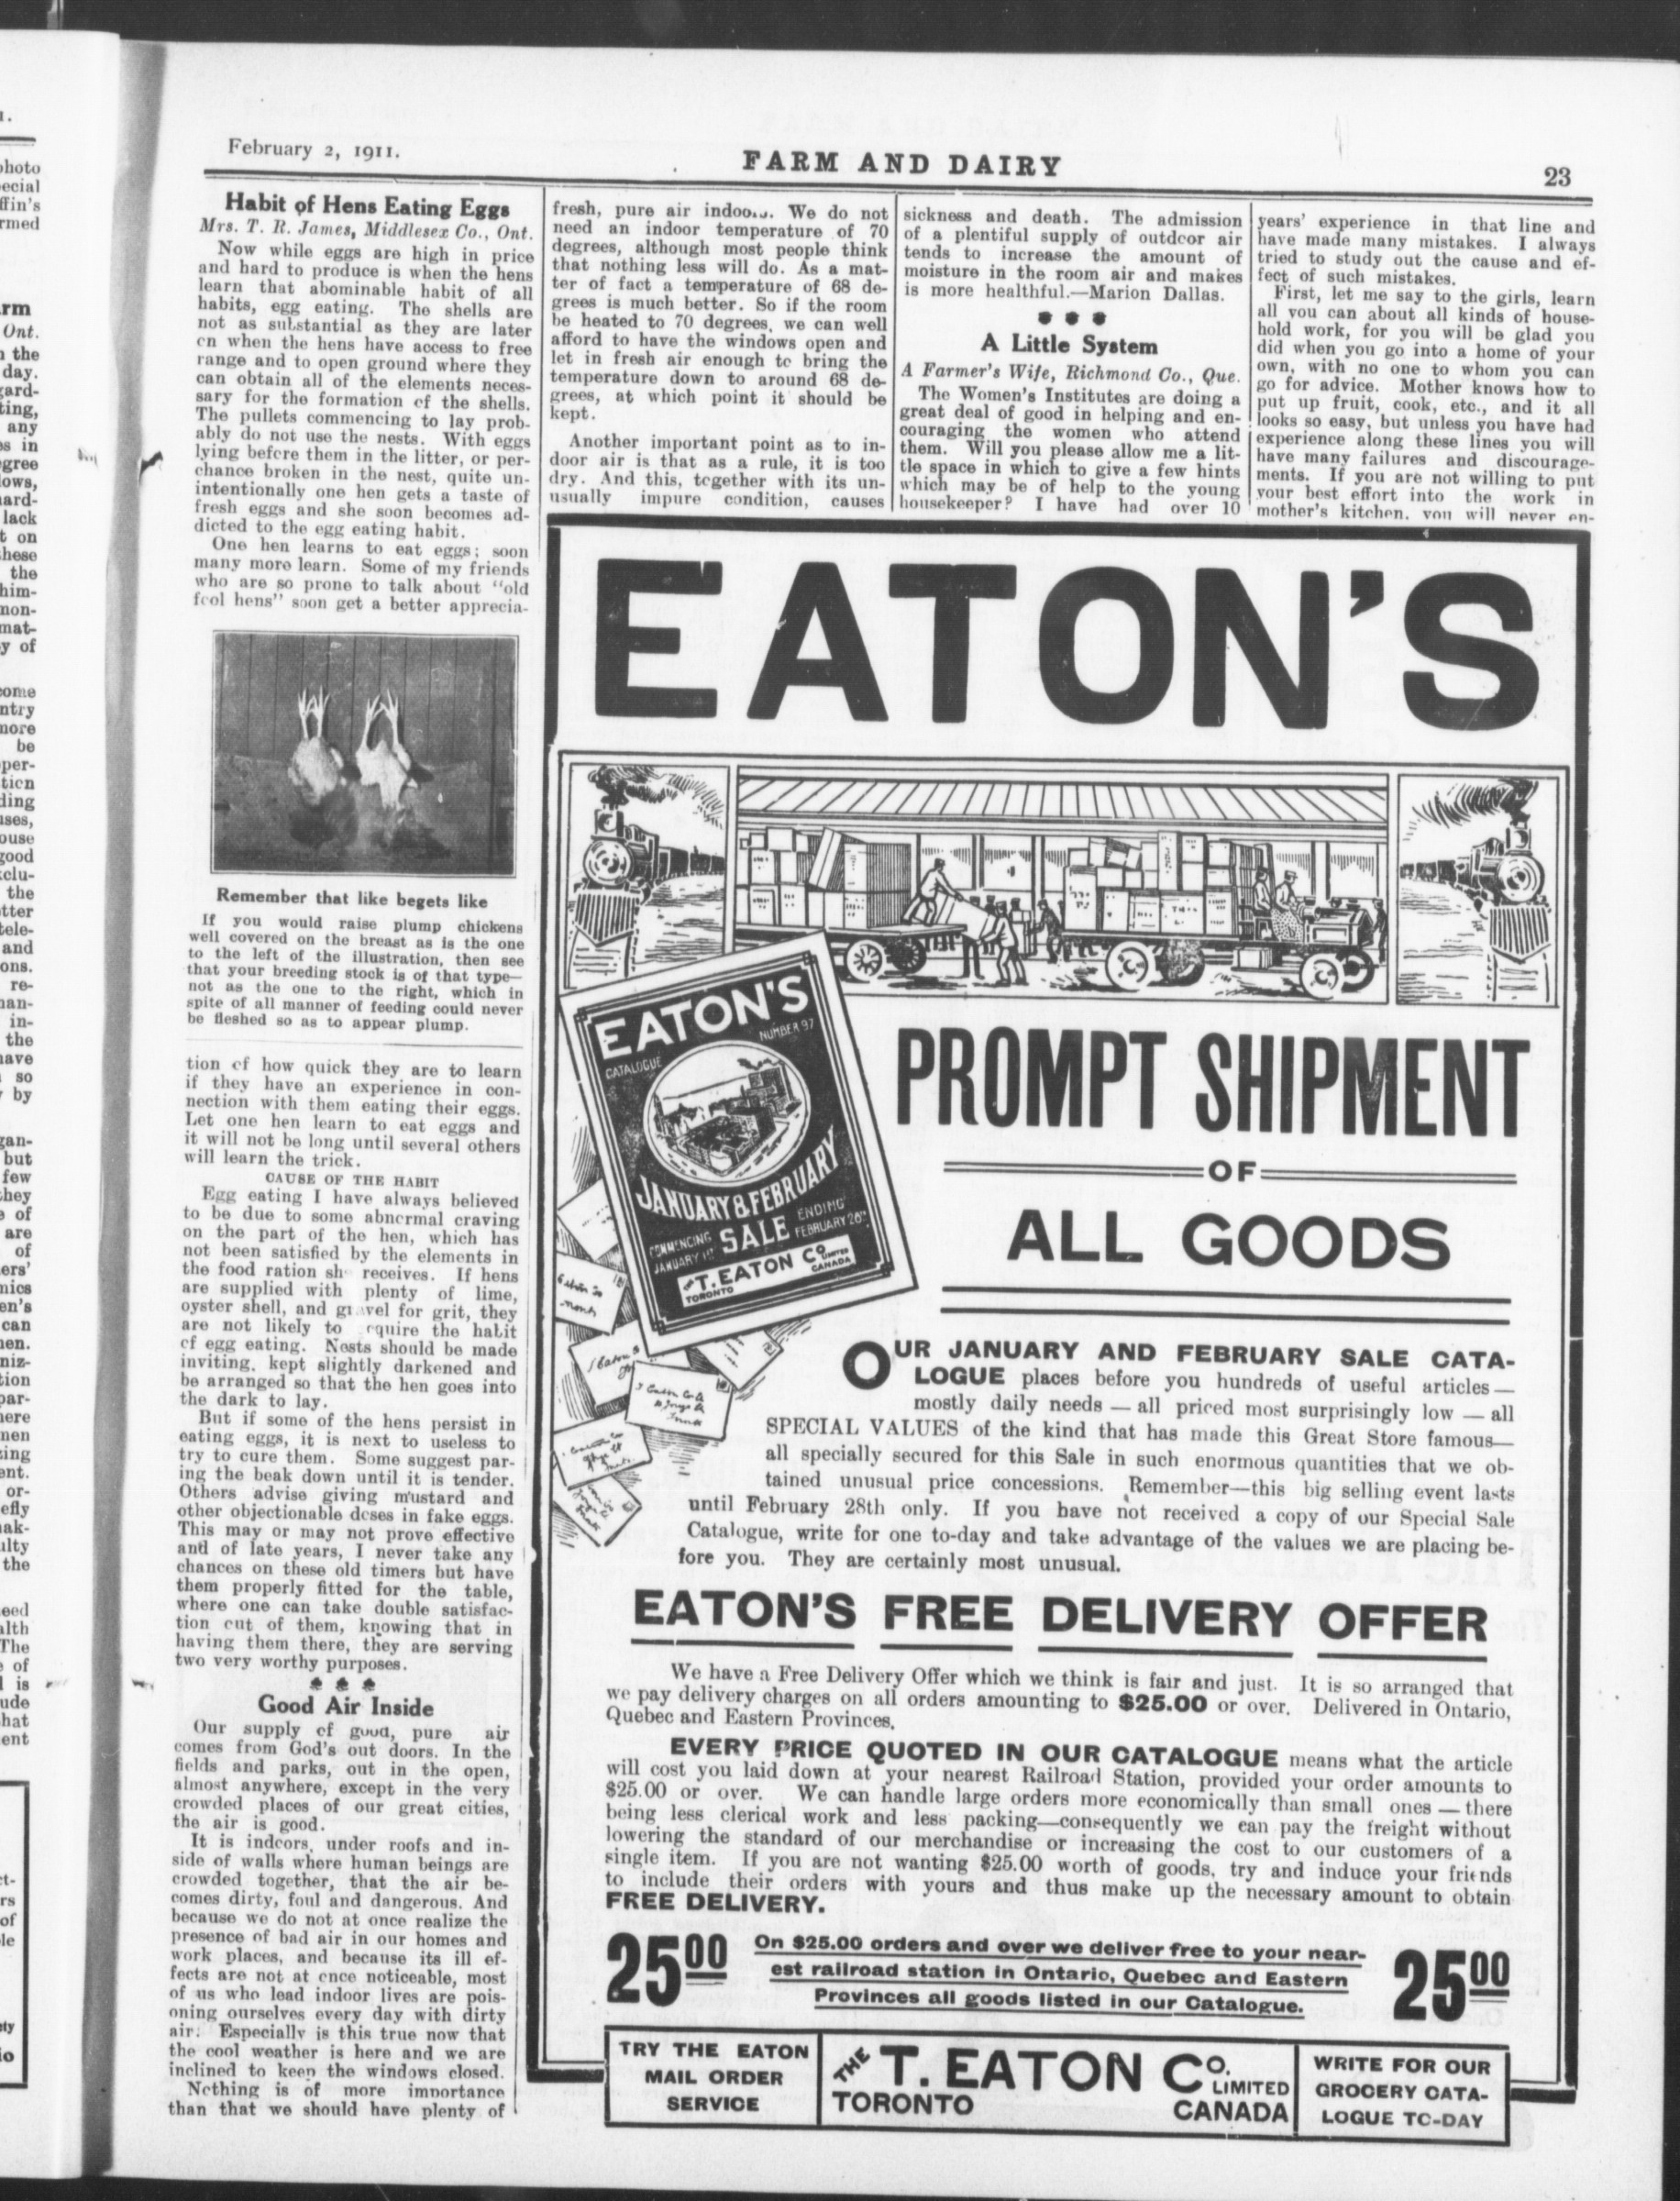 February 2, 1911.
FARM AND DAIRY
23
Habit of Hens Eating Eggs
Mrs. T. R. James, Middlesex Co., Ont.
Now while eggs are high in price
and hard to produce is when the hens
learn that abominable habit of all
habits, egg eating. The shells are
not as substantial as they are later
on when the hens have access to free
range and to open ground where they
can obtain all of the elements neces-
sary for the formation of the shells.
The pullets commencing to lay prob-
ably do not use the nests. With eggs
lying before them in the litter, or per-
chance broken in the nest, quite un-
intentionally one hen gets a taste of
fresh eggs and she soon becomes ad-
dicted to the egg eating habit.
One hen learns to eat eggs; soon
many more learn. Some of my friends
who are so prone to talk about "old
fool hens" soon get a better apprecia-
Remember that like begets like
If you would raise plump chickens
well covered on the breast as is the one
to the left of the illustration, then see
that your breeding stock is of that type—
not as the one to the right, which in
spite of all manner of feeding could never
be fleshed so as to appear plump.
tion of how quick they are to learn
if they have an experience in con-
nection with them eating their eggs.
Let one hen learn to eat eggs and
it will not be long until several others
will learn the trick.
CAUSE OF THE HABIT
Egg eating I have always believed
to be due to some abnormal craving
on the part of the hen, which has
not been satisfied by the elements in
the food ration sh receives. If hens
are supplied with plenty of lime,
oyster shell, and gravel for grit, they
are not likely to cquire the habit
of egg eating. Nests should be made
inviting, kept slightly darkened and
be arranged so that the hen goes into
the dark to lay.
But if some of the hens persist in
eating eggs, it is next to useless to
try to cure them. Some suggest par-
ing the beak down until it is tender.
Others advise giving mustard and
other objectionable doses in fake eggs.
This may or may not prove effective
and of late years, I never take any
chances on these old timers but have
them properly fitted for the table,
where one can take double satisfac-
tion out of them, knowing that in
having them there, they are serving
two very worthy purposes.
Good Air Inside
Our supply of good, pure air
comes from God's out doors. In the
fields and parks, out in the open,
almost anywhere, except in the very
crowded places of our great cities,
the air is good.
It is indoors, under roofs and in-
side of walls where human beings are
crowded together, that the air be-
comes dirty, foul and dangerous. And
because we do not at once realize the
presence of bad air in our homes and
work places, and because its ill ef-
fects are not at once noticeable, most
of us who lead indoor lives are pois-
oning ourselves every day with dirty
air. Especially is this true now that
the cool weather is here and we are
inclined to keep the windows closed.
Nothing is of more importance
than that we should have plenty of
fresh, pure air indoors. We do not
need an indoor temperature of 70
degrees, although most people think
that nothing less will do. As a mat-
ter of fact a temperature of 68 de-
grees is much better. So if the room
be heated to 70 degrees, we can well
afford to have the windows open and
let in fresh air enough to bring the
temperature down to around 68 de-
grees, at which point it should be
kept.
Another important point as to in-
door air is that as a rule, it is too
dry. And this, together with its un-
usually impure condition, causes
sickness and death. The admission
of a plentiful supply of outdoor air
tends to increase the amount of
moisture in the room air and makes
is more healthful.—Marion Dallas.
A Little System
A Farmer's Wife, Richmond Co., Que.
The Women's Institutes are doing a
great deal of good in helping and en-
couraging the women who attend
them. Will you please allow me a lit-
tle space in which to give a few hints
which may be of help to the young
housekeeper? I have had over 10
years' experience in that line and
have made many mistakes. I always
tried to study out the cause and ef-
fect of such mistakes.
First, let me say to the girls, learn
all you can about all kinds of house-
hold work, for you will be glad you
did when you go into a home of your
own, with no one to whom you can
go for advice. Mother knows how to
put up fruit, cook, etc., and it all
looks so easy, but unless you have had
experience along these lines you will
have many failures and discourage-
ments. If you are not willing to put
your best effort into the work in
mother's kitchen, you will never en-
EATON'S
EATON'S
NUMBER 97
CATALOGUE
JANUARY & FEBRUARY
SALE
COMMENCING
JANUARY 1ST
ENDING
FEBRUARY 28TH
THE T. EATON CO. LIMITED
TORONTO CANADA
PROMPT SHIPMENT
OF
ALL GOODS
OUR JANUARY AND FEBRUARY SALE CATA-
LOGUE places before you hundreds of useful articles—
mostly daily needs — all priced most surprisingly low — all
SPECIAL VALUES of the kind that has made this Great Store famous—
all specially secured for this Sale in such enormous quantities that we ob-
tained unusual price concessions. Remember—this big selling event lasts
until February 28th only. If you have not received a copy of our Special Sale
Catalogue, write for one to-day and take advantage of the values we are placing be-
fore you. They are certainly most unusual.
EATON'S FREE DELIVERY OFFER
We have a Free Delivery Offer which we think is fair and just. It is so arranged that
we pay delivery charges on all orders amounting to $25.00 or over. Delivered in Ontario,
Quebec and Eastern Provinces.
EVERY PRICE QUOTED IN OUR CATALOGUE means what the article
will cost you laid down at your nearest Railroad Station, provided your order amounts to
$25.00 or over. We can handle large orders more economically than small ones — there
being less clerical work and less packing—consequently we can pay the freight without
lowering the standard of our merchandise or increasing the cost to our customers of a
single item. If you are not wanting $25.00 worth of goods, try and induce your friends
to include their orders with yours and thus make up the necessary amount to obtain
FREE DELIVERY.
25.00
On $25.00 orders and over we deliver free to your near-
est railroad station in Ontario, Quebec and Eastern
Provinces all goods listed in our Catalogue.
25.00
TRY THE EATON
MAIL ORDER
SERVICE
THE T. EATON CO. LIMITED
TORONTO CANADA
WRITE FOR OUR
GROCERY CATA-
LOGUE TO-DAY